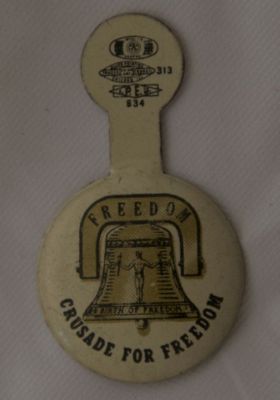 313
834
FREEDOM
BIRTH OF FREEDOM
CRUSADE FOR FREEDOM